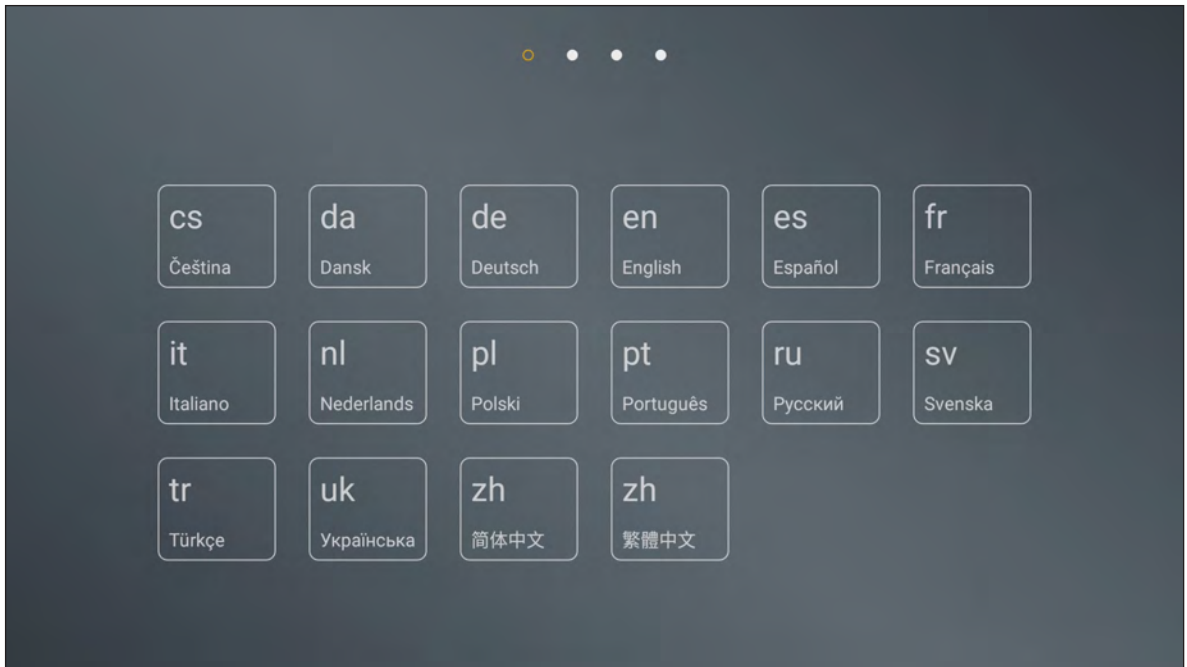 cs
Čeština
da
Dansk
de
Deutsch
en
English
es
Español
fr
Français
it
Italiano
nl
Nederlands
pl
Polski
pt
Português
ru
Русский
sv
Svenska
tr
Türkçe
uk
Українська
zh
简体中文
zh
繁體中文